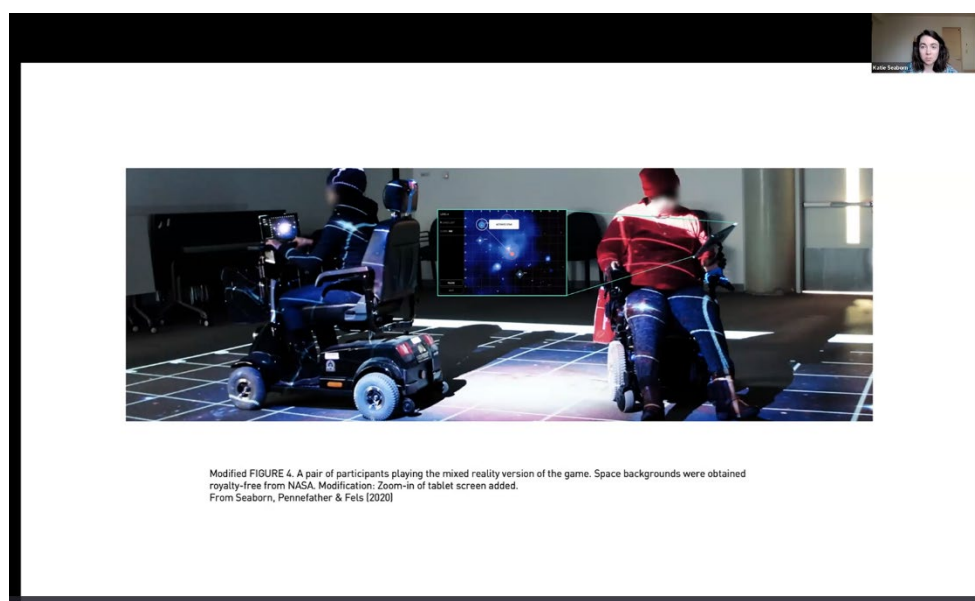 Katie Seaborn
Modified FIGURE 4. A pair of participants playing the mixed reality version of the game. Space backgrounds were obtained
royalty-free from NASA. Modification: Zoom-in of tablet screen added.
From Seaborn, Pennefather & Fels (2020)